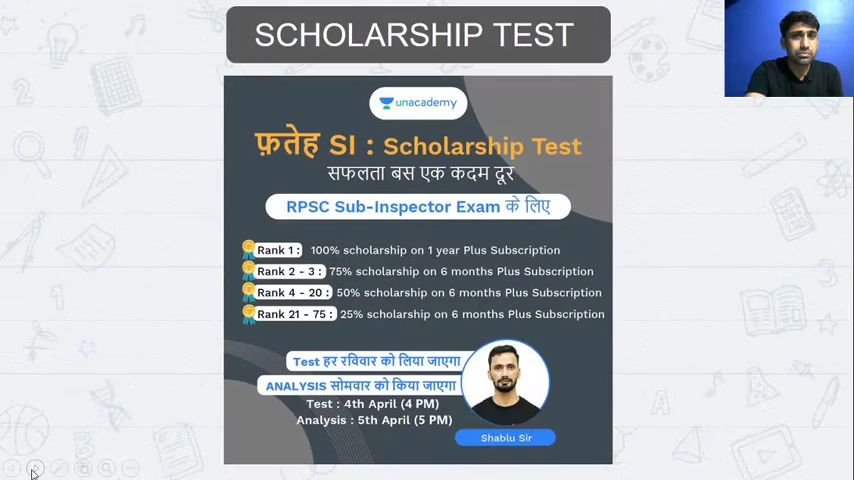 SCHOLARSHIP TEST
unacademy
फ़तेह SI : Scholarship Test
सफलता बस एक कदम दूर
RPSC Sub-Inspector Exam के लिए
Rank 1 : 100% scholarship on 1 year Plus Subscription
Rank 2 - 3 : 75% scholarship on 6 months Plus Subscription
Rank 4 - 20 : 50% scholarship on 6 months Plus Subscription
Rank 21 - 75 : 25% scholarship on 6 months Plus Subscription
Test हर रविवार को लिया जाएगा
ANALYSIS सोमवार को किया जाएगा
Test : 4th April (4 PM)
Analysis : 5th April (5 PM)
Shablu Sir